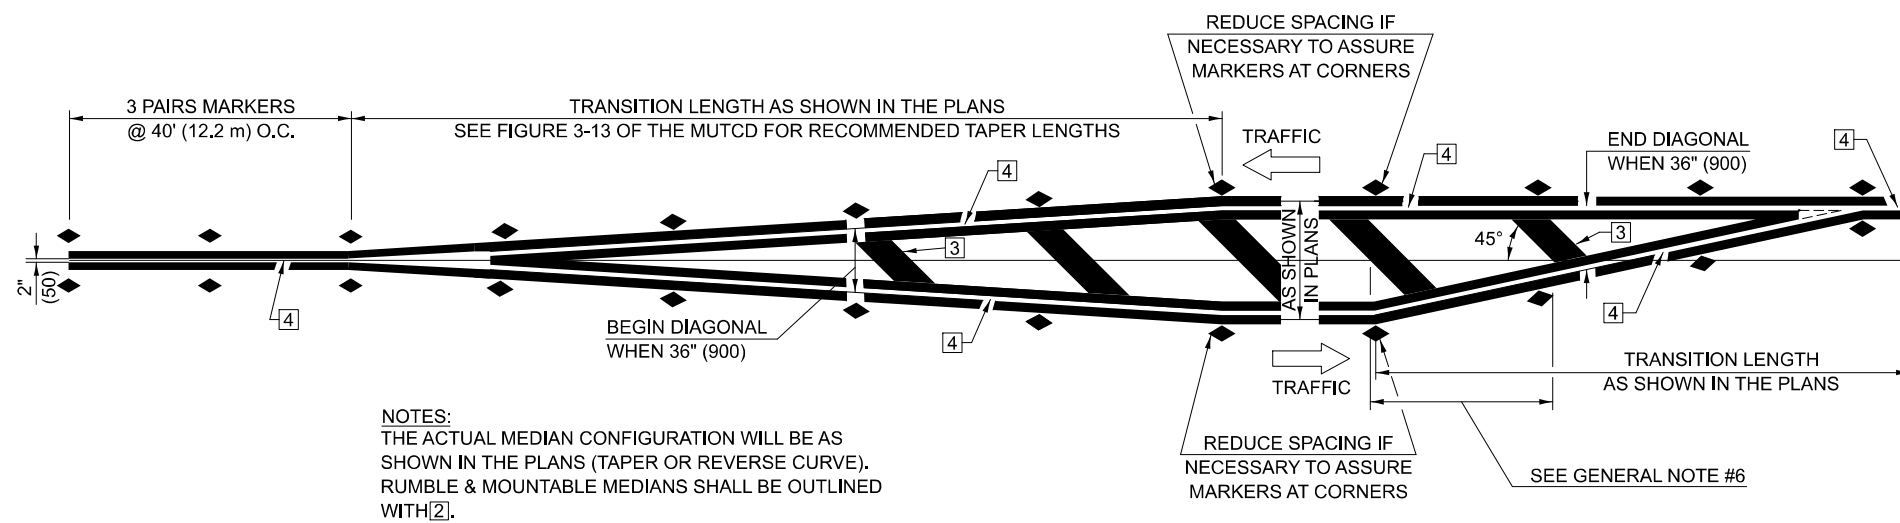 REDUCE SPACING IF
NECESSARY TO ASSURE
MARKERS AT CORNERS
3 PAIRS MARKERS
@ 40' (12.2 m) O.C.
TRANSITION LENGTH AS SHOWN IN THE PLANS
SEE FIGURE 3-13 OF THE MUTCD FOR RECOMMENDED TAPER LENGTHS
TRAFFIC
4
4
END DIAGONAL
WHEN 36" (900)
4
3
AS SHOWN
IN PLANS
45°
3
2"
(50)
4
BEGIN DIAGONAL
WHEN 36" (900)
4
4
TRAFFIC
TRANSITION LENGTH
AS SHOWN IN THE PLANS
NOTES:
THE ACTUAL MEDIAN CONFIGURATION WILL BE AS
SHOWN IN THE PLANS (TAPER OR REVERSE CURVE).
RUMBLE & MOUNTABLE MEDIANS SHALL BE OUTLINED
WITH 2.
REDUCE SPACING IF
NECESSARY TO ASSURE
MARKERS AT CORNERS
SEE GENERAL NOTE #6